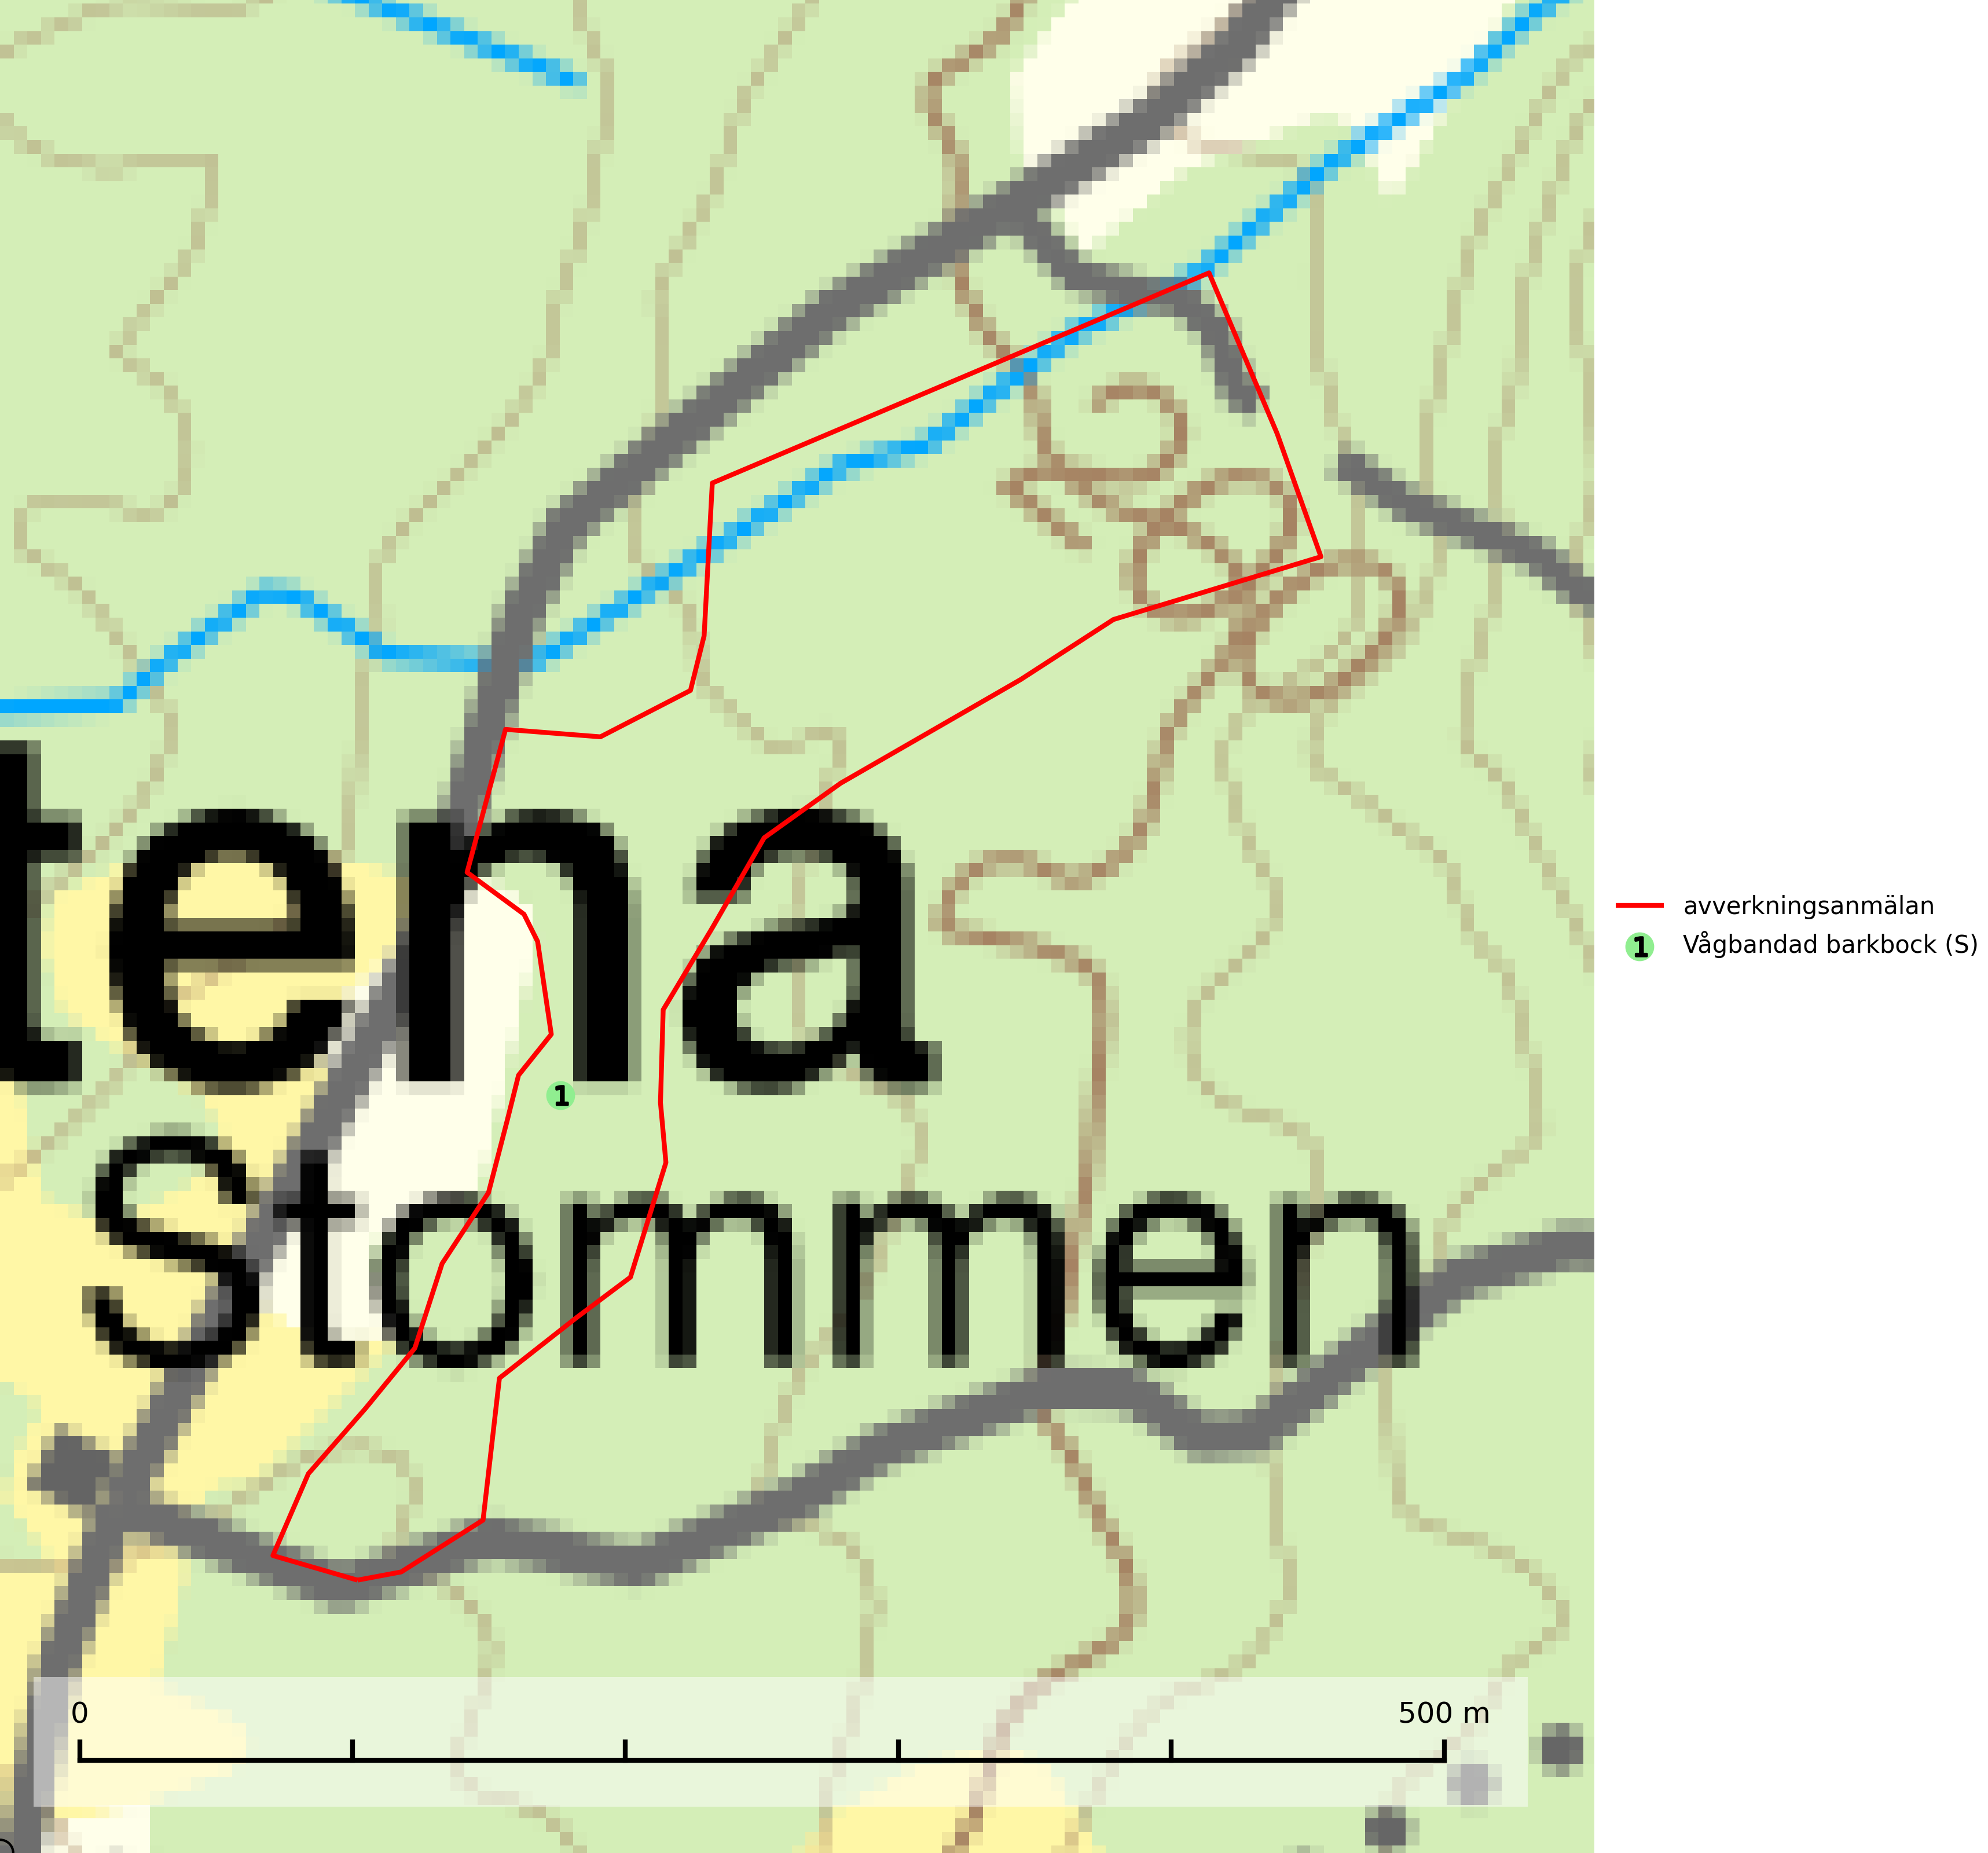 tena
Stommen
1
0
500 m
avverkningsanmälan
1 Vågbandad barkbock (S)